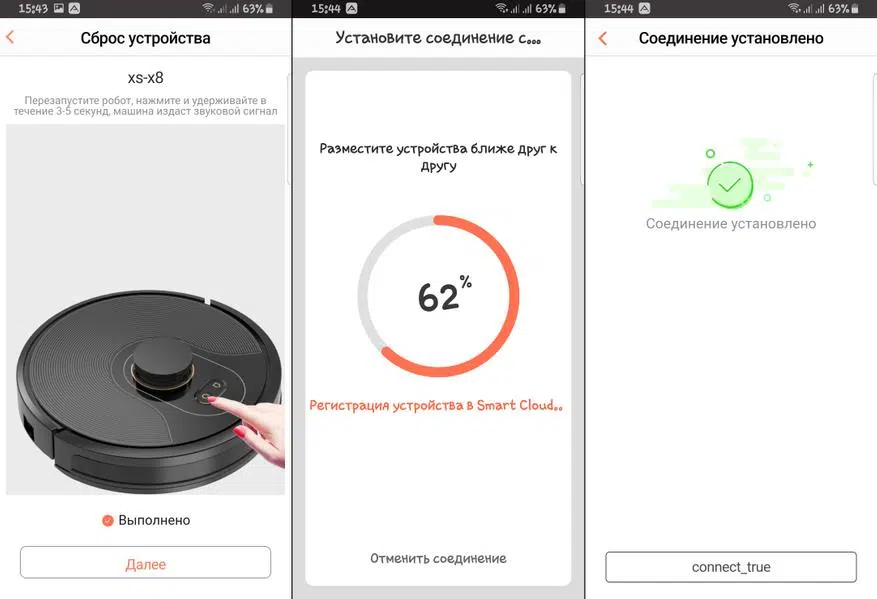 15:43
63%
Сброс устройства
xs-x8
Перезапустите робот, нажмите и удерживайте в
течение 3-5 секунд, машина издаст звуковой сигнал
Выполнено
Далее
15:44
63%
Установите соединение с...
Разместите устройства ближе друг к
другу
62%
Регистрация устройства в Smart Cloud..
Отменить соединение
15:44
63%
Соединение установлено
Соединение установлено
connect_true